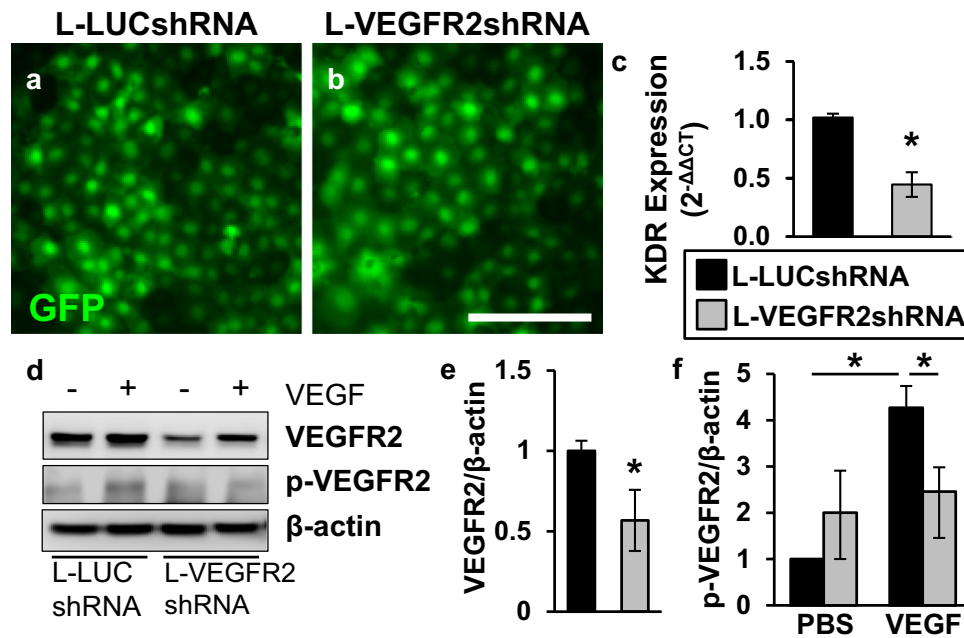 L-LUCshRNA
L-VEGFR2shRNA
a
b
GFP
c
KDR Expression
(2-ΔΔCT)
1.5
1.0
0.5
0.0
*
L-LUCshRNA
L-VEGFR2shRNA
d
- + - + VEGF
VEGFR2
p-VEGFR2
β-actin
L-LUC
shRNA
L-VEGFR2
shRNA
e
VEGFR2/β-actin
1.5
1
0.5
0
*
f
p-VEGFR2/β-actin
5
4
3
2
1
0
* *
PBS VEGF